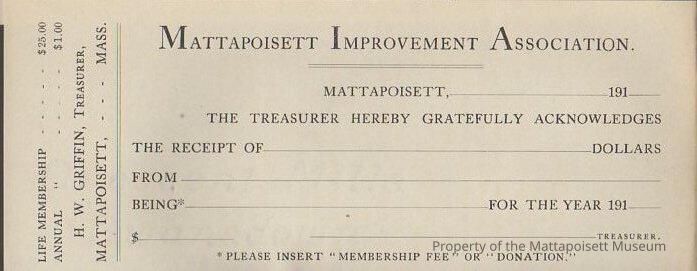 LIFE MEMBERSHIP - - - - - $25.00
ANNUAL " - - - - - $1.00
H. W. GRIFFIN, TREASURER,
MATTAPOISETT, - - - MASS.
MATTAPOISETT IMPROVEMENT ASSOCIATION.
MATTAPOISETT, 191
THE TREASURER HEREBY GRATEFULLY ACKNOWLEDGES
THE RECEIPT OF DOLLARS
FROM
BEING* FOR THE YEAR 191
$ TREASURER.
Property of the Mattapoisett Museum
* PLEASE INSERT "MEMBERSHIP FEE" OR "DONATION."